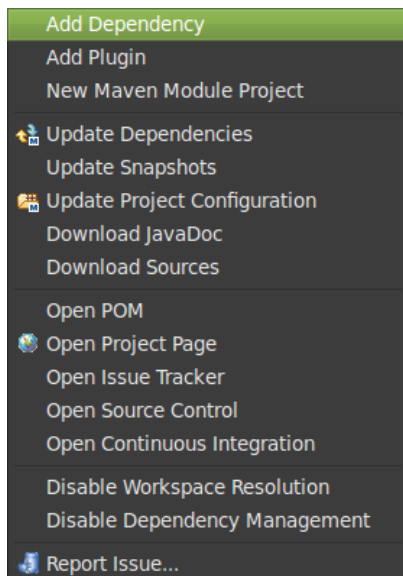 Add Dependency
Add Plugin
New Maven Module Project
Update Dependencies
Update Snapshots
Update Project Configuration
Download JavaDoc
Download Sources
Open POM
Open Project Page
Open Issue Tracker
Open Source Control
Open Continuous Integration
Disable Workspace Resolution
Disable Dependency Management
Report Issue...